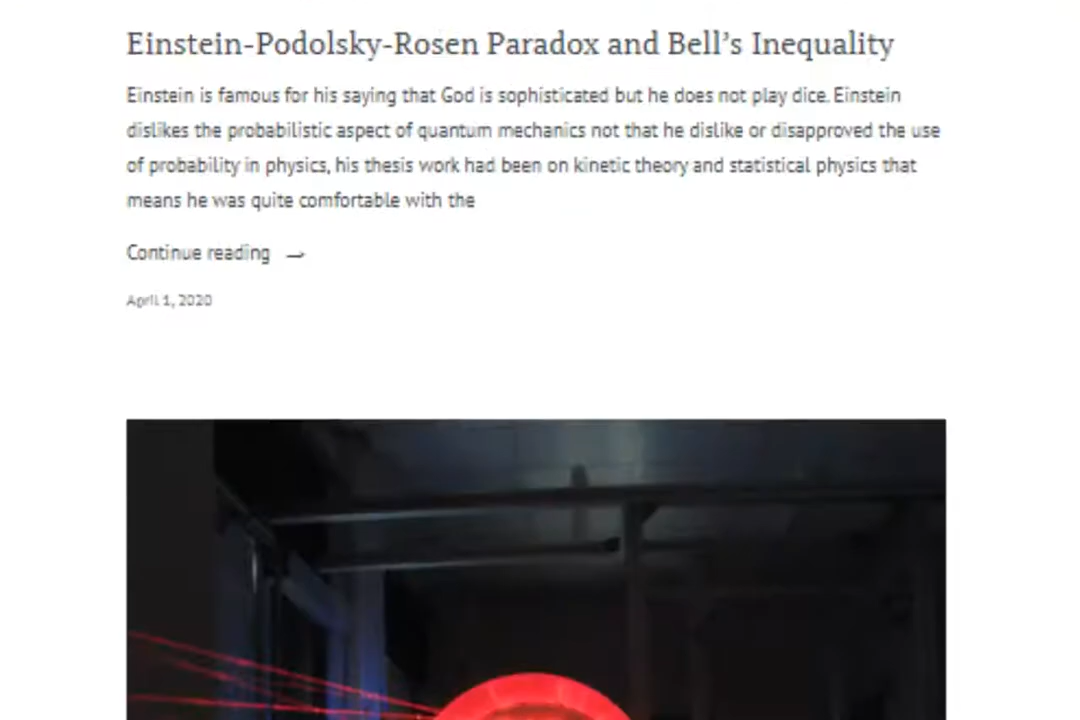 Einstein-Podolsky-Rosen Paradox and Bell’s Inequality
Einstein is famous for his saying that God is sophisticated but he does not play dice. Einstein
dislikes the probabilistic aspect of quantum mechanics not that he dislike or disapproved the use
of probability in physics, his thesis work had been on kinetic theory and statistical physics that
means he was quite comfortable with the
Continue reading →
April 1, 2020